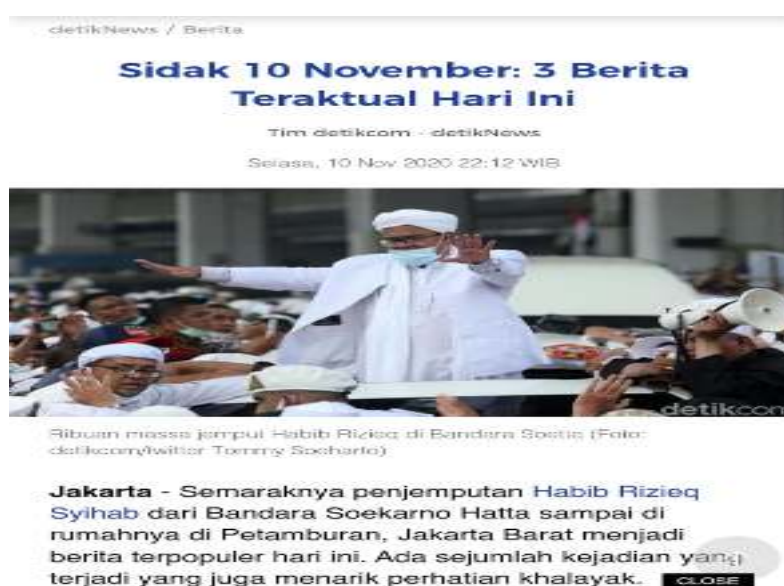 detikNews / Berita
Sidak 10 November: 3 Berita
Teraktual Hari Ini
Tim detikcom - detikNews
Selasa, 10 Nov 2020 22:12 WIB
detikcom
Ribuan massa jemput Habib Rizieq di Bandara Soetta (Foto:
detikcom/twitter Tommy Soeharto)
Jakarta - Semaraknya penjemputan Habib Rizieq
Syihab dari Bandara Soekarno Hatta sampai di
rumahnya di Petamburan, Jakarta Barat menjadi
berita terpopuler hari ini. Ada sejumlah kejadian yang
terjadi yang juga menarik perhatian khalayak.
CLOSE